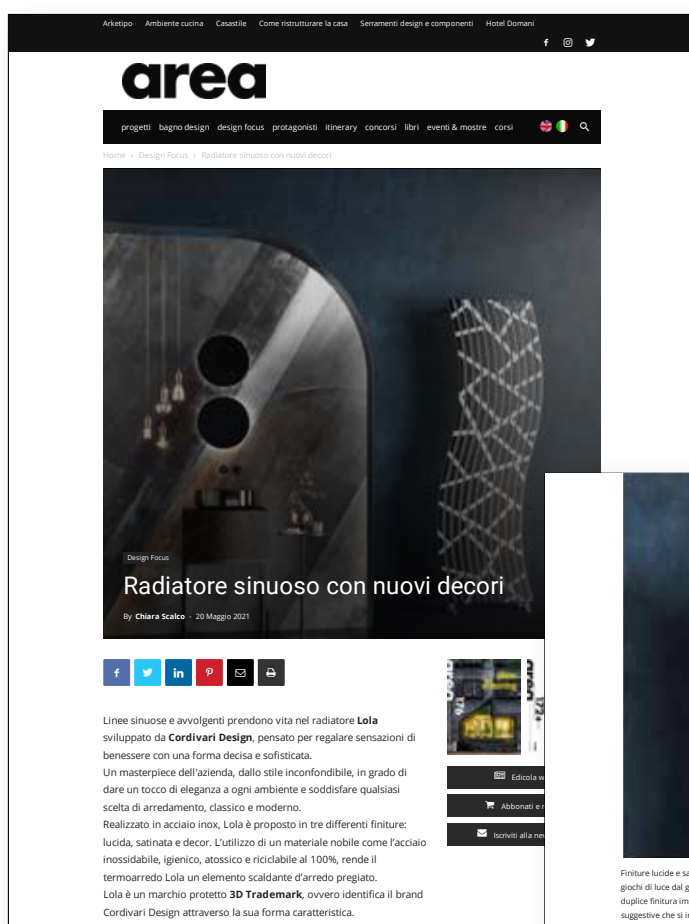 Arketipo Ambiente cucina Casastile Come ristrutturare la casa Serramenti design e componenti Hotel Domani
area
progetti bagno design design focus protagonisti itinerary concorsi libri eventi & mostre corsi
Home › Design Focus › Radiatore sinuoso con nuovi decori
Design Focus
Radiatore sinuoso con nuovi decori
By Chiara Scalco - 20 Maggio 2021
Linee sinuose e avvolgenti prendono vita nel radiatore Lola
sviluppato da Cordivari Design, pensato per regalare sensazioni di
benessere con una forma decisa e sofisticata.
Un masterpiece dell'azienda, dallo stile inconfondibile, in grado di
dare un tocco di eleganza a ogni ambiente e soddisfare qualsiasi
scelta di arredamento, classico e moderno.
Realizzato in acciaio inox, Lola è proposto in tre differenti finiture:
lucida, satinata e decor. L'utilizzo di un materiale nobile come l'acciaio
inossidabile, igienico, atossico e riciclabile al 100%, rende il
termoarredo Lola un elemento scaldante d'arredo pregiato.
Lola è un marchio protetto 3D Trademark, ovvero identifica il brand
Cordivari Design attraverso la sua forma caratteristica.
area
176
area
172+
Edicola w
Abbonati e r
Iscriviti alla nev
Finiture lucide e sa
giochi di luce dal g
duplice finitura im
suggestive che si i